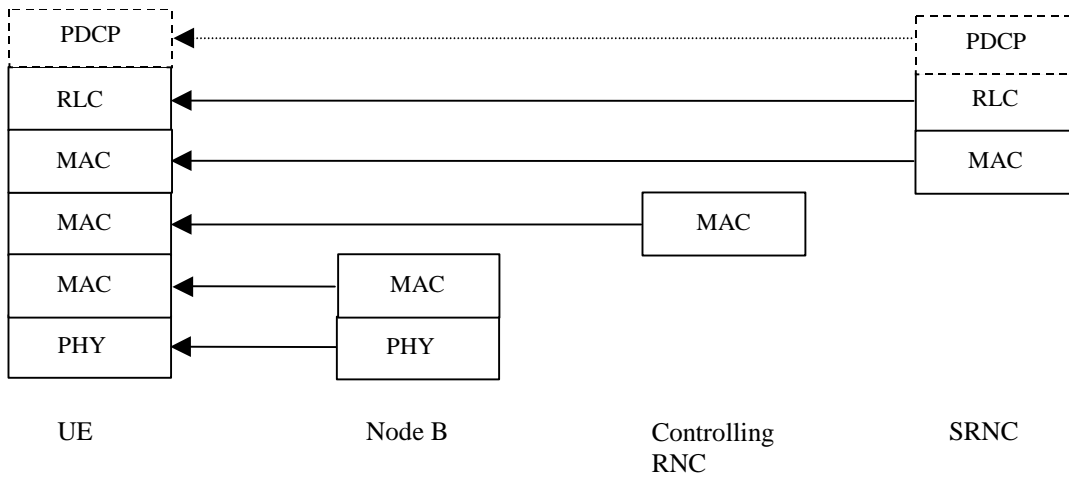 PDCP
PDCP
RLC
RLC
MAC
MAC
MAC
MAC
MAC
MAC
PHY
PHY
UE
Node B
Controlling
RNC
SRNC